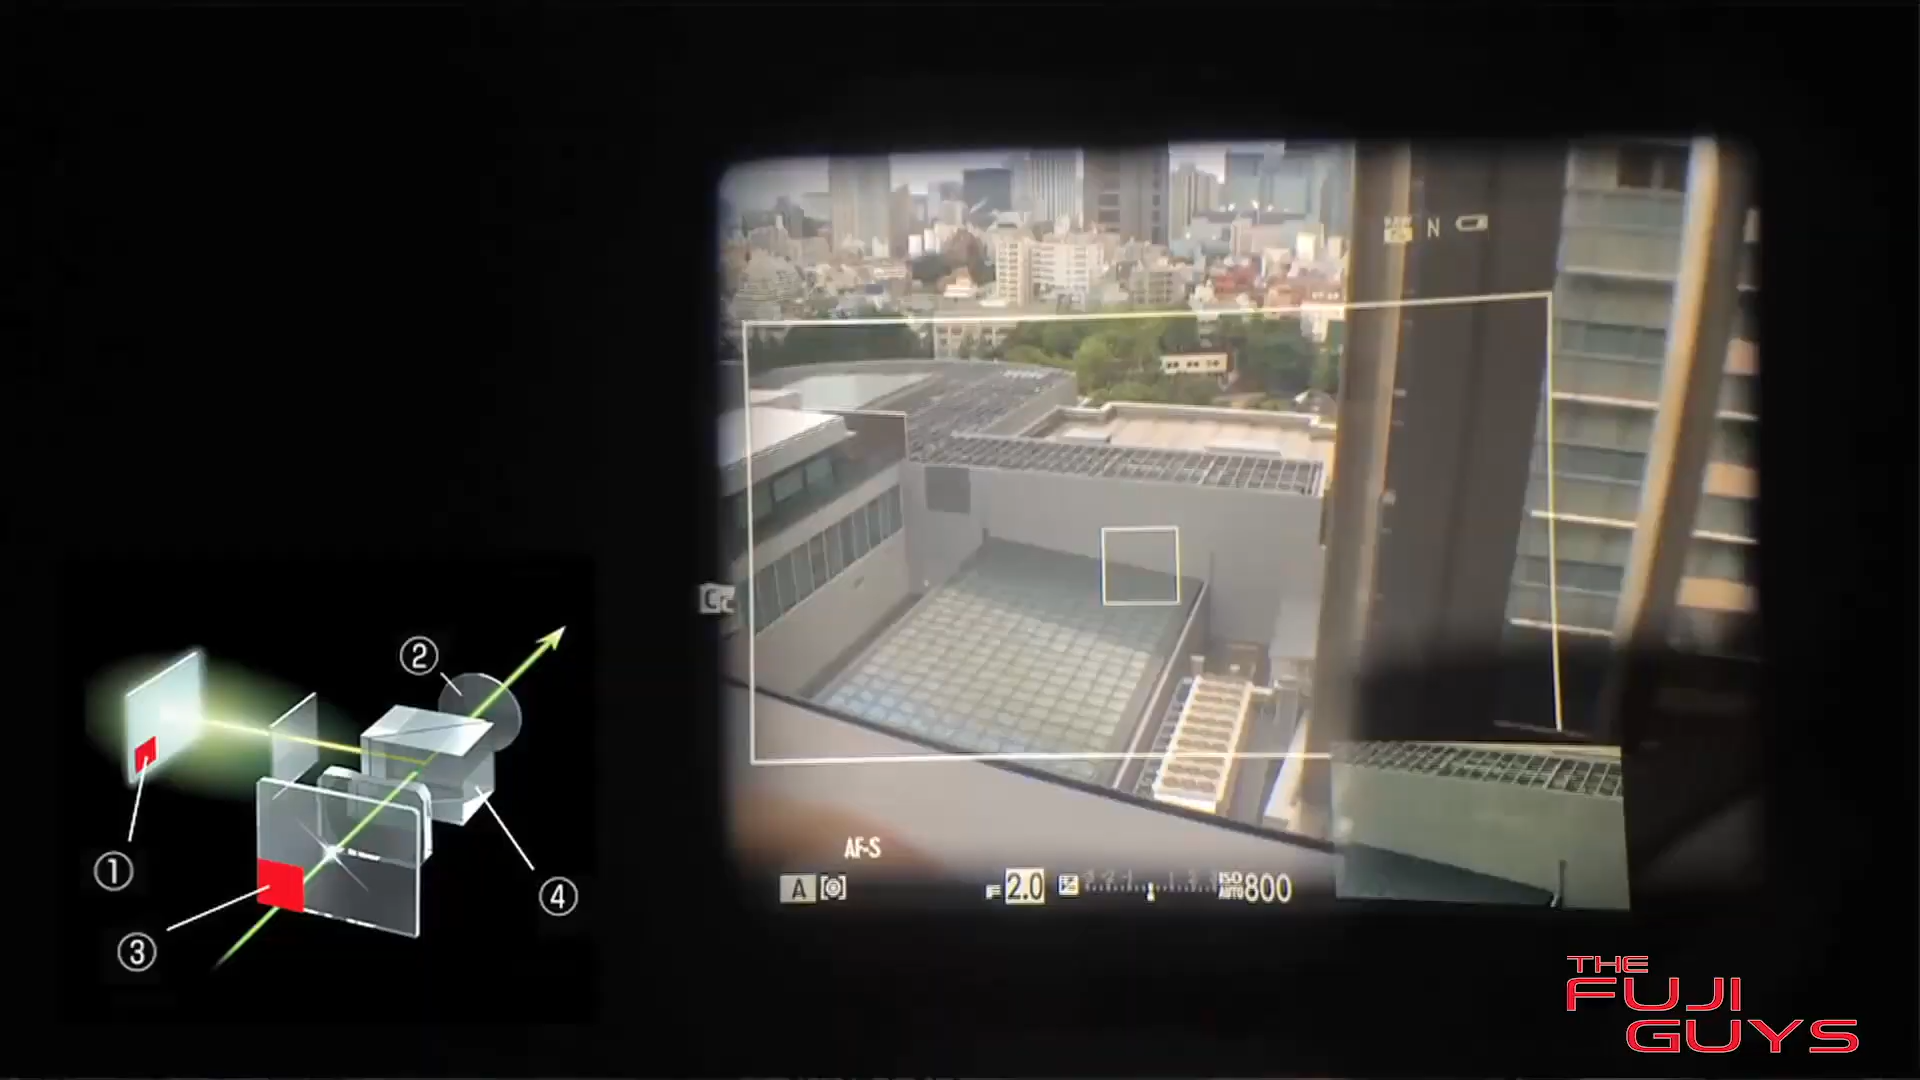 N
②
①
③
④
AF-S
A
F 2.0
ISO AUTO 800
THE
FUJI
GUYS